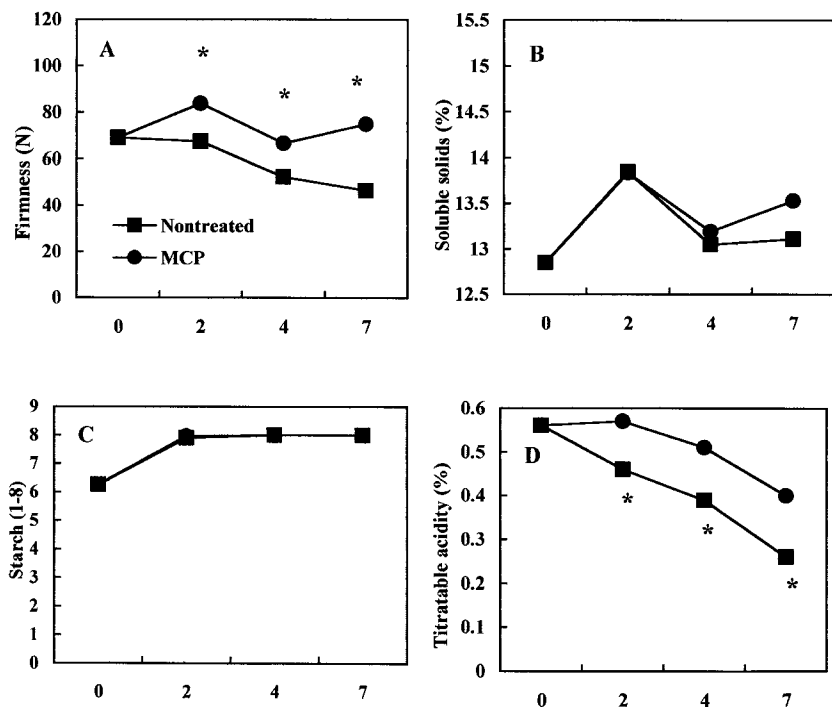 120
100
80
60
40
20
0
Firmness (N)
A
*
*
*
Nontreated
MCP
0 2 4 7
15.5
15
14.5
14
13.5
13
12.5
Soluble solids (%)
B
0 2 4 7
9
8
7
6
5
4
3
2
1
0
Starch (1-8)
C
0 2 4 7
0.6
0.5
0.4
0.3
0.2
0.1
0
Titratable acidity (%)
D
*
*
*
0 2 4 7